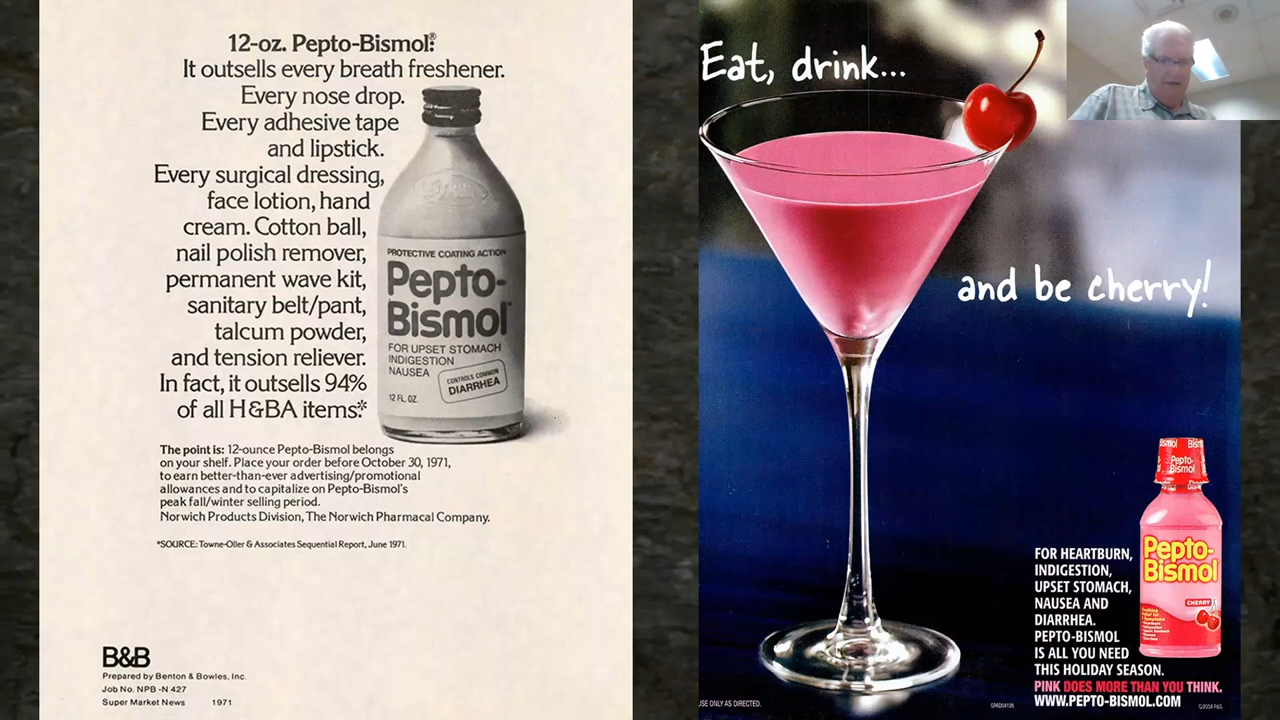 12-oz. Pepto-Bismol®:
It outsells every breath freshener.
Every nose drop.
Every adhesive tape
and lipstick.
Every surgical dressing,
face lotion, hand
cream. Cotton ball,
nail polish remover,
permanent wave kit,
sanitary belt/pant,
talcum powder,
and tension reliever.
In fact, it outsells 94%
of all H&BA items.*
PROTECTIVE COATING ACTION
Pepto-
Bismol
FOR UPSET STOMACH
INDIGESTION
NAUSEA
CONTROLS COMMON
DIARRHEA
12 FL. OZ.
The point is: 12-ounce Pepto-Bismol belongs
on your shelf. Place your order before October 30, 1971,
to earn better-than-ever advertising/promotional
allowances and to capitalize on Pepto-Bismol's
peak fall/winter selling period.
Norwich Products Division, The Norwich Pharmacal Company.
*SOURCE: Towne-Oller & Associates Sequential Report, June 1971.
B&B
Prepared by Benton & Bowles, Inc.
Job No. NPB-N 427
Super Market News 1971
Eat, drink...
and be cherry!
FOR HEARTBURN,
INDIGESTION,
UPSET STOMACH,
NAUSEA AND
DIARRHEA.
PEPTO-BISMOL
IS ALL YOU NEED
THIS HOLIDAY SEASON.
PINK DOES MORE THAN YOU THINK.
WWW.PEPTO-BISMOL.COM
Pepto-
Bismol
Pepto-
Bismol
CHERRY
USE ONLY AS DIRECTED.
©2004 P&G